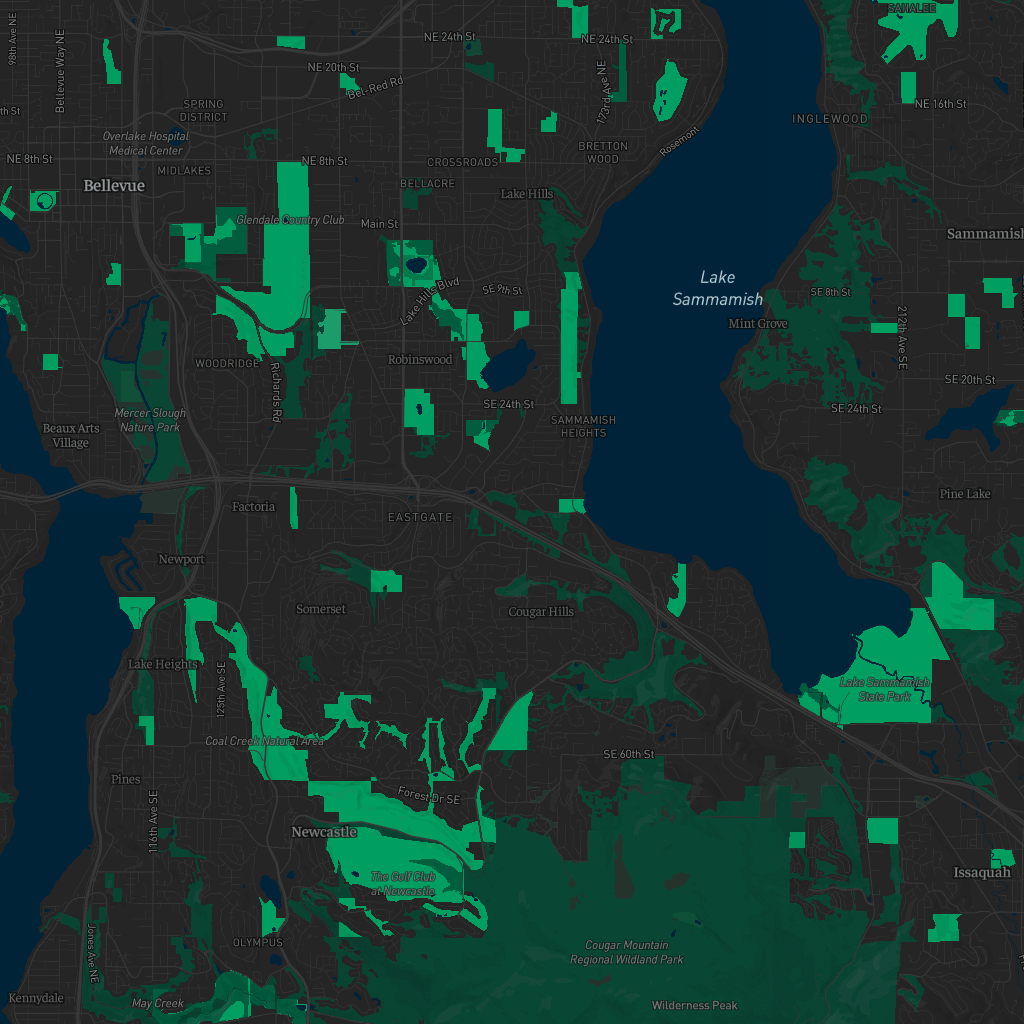 SAHALEE
98th Ave NE
Bellevue Way NE
NE 24th St
NE 24th St
NE 20th St
Bel-Red Rd
173rd Ave NE
NE 16th St
th St
SPRING
DISTRICT
INGLEWOOD
Overlake Hospital
Medical Center
Rosemont
BRETTON
WOOD
NE 8th St
NE 8th St
CROSSROADS
MIDLAKES
Bellevue
BELLACRE
Lake Hills
Glendale Country Club
Main St
Sammamish
Lake
Sammamish
SE 9th St
SE 8th St
Lake Hills Blvd
Mint Grove
212th Ave SE
WOODRIDGE
Robinswood
Richards Rd
SE 20th St
SE 24th St
SE 24th St
Mercer Slough
Nature Park
SAMMAMISH
HEIGHTS
Beaux Arts
Village
Pine Lake
Factoria
EASTGATE
Newport
Somerset
Cougar Hills
Lake Heights
125th Ave SE
Lake Sammamish
State Park
Coal Creek Natural Area
SE 60th St
Pines
Forest Dr SE
116th Ave SE
Newcastle
The Golf Club
at Newcastle
Issaquah
OLYMPUS
Jones Ave NE
Cougar Mountain
Regional Wildland Park
Kennydale
May Creek
Wilderness Peak